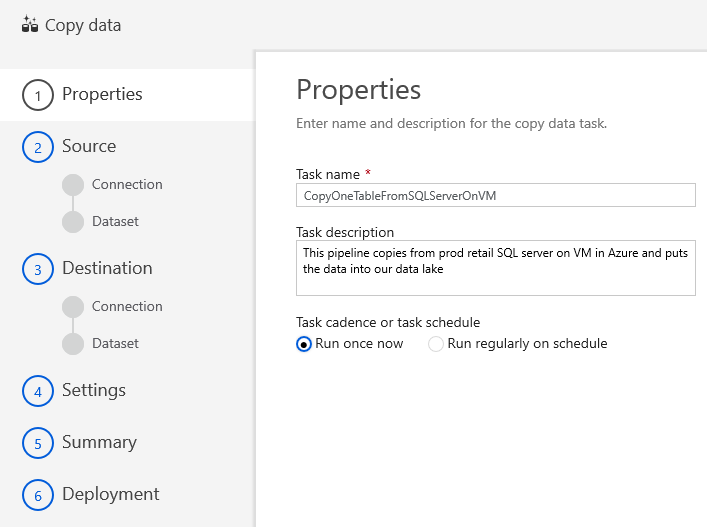 Copy data
1 Properties
2 Source
Connection
Dataset
3 Destination
Connection
Dataset
4 Settings
5 Summary
6 Deployment
Properties
Enter name and description for the copy data task.
Task name *
CopyOneTableFromSQLServerOnVM
Task description
This pipeline copies from prod retail SQL server on VM in Azure and puts
the data into our data lake
Task cadence or task schedule
Run once now Run regularly on schedule